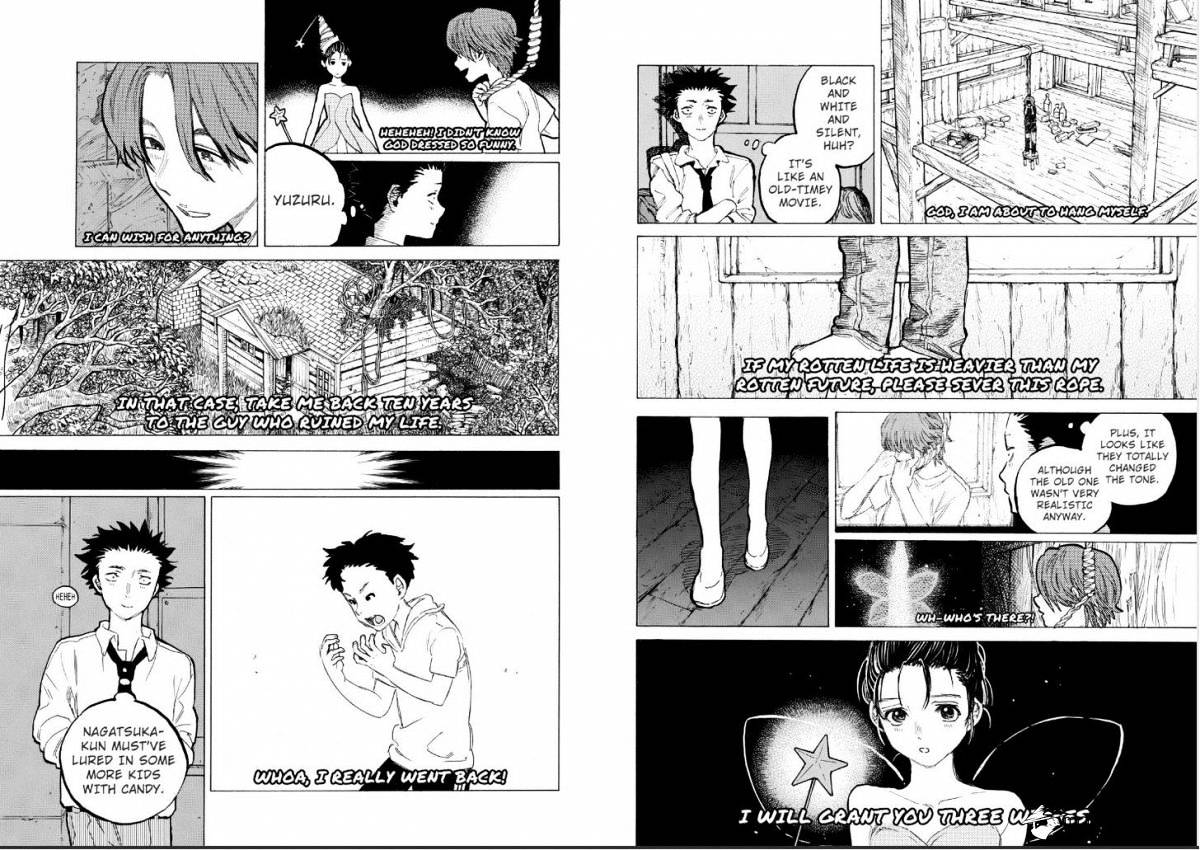 GOD, I AM ABOUT TO HANG MYSELF.
BLACK
AND
WHITE
AND
SILENT,
HUH?
IT'S
LIKE AN
OLD-TIMEY
MOVIE.
IF MY ROTTEN LIFE IS HEAVIER THAN MY
ROTTEN FUTURE, PLEASE SEVER THIS ROPE.
PLUS, IT
LOOKS LIKE
THEY TOTALLY
CHANGED
THE TONE.
ALTHOUGH
THE OLD ONE
WASN'T VERY
REALISTIC
ANYWAY.
WH-WHO'S THERE?!
I WILL GRANT YOU THREE
HEHEHEH! I DIDN'T KNOW
GOD DRESSED SO FUNNY.
YUZURU.
I CAN WISH FOR ANYTHING?
IN THAT CASE, TAKE ME BACK TEN YEARS
TO THE GUY WHO RUINED MY LIFE.
WHOA, I REALLY WENT BACK!
HEHEH
NAGATSUKA-
KUN MUST'VE
LURED IN SOME
MORE KIDS
WITH CANDY.